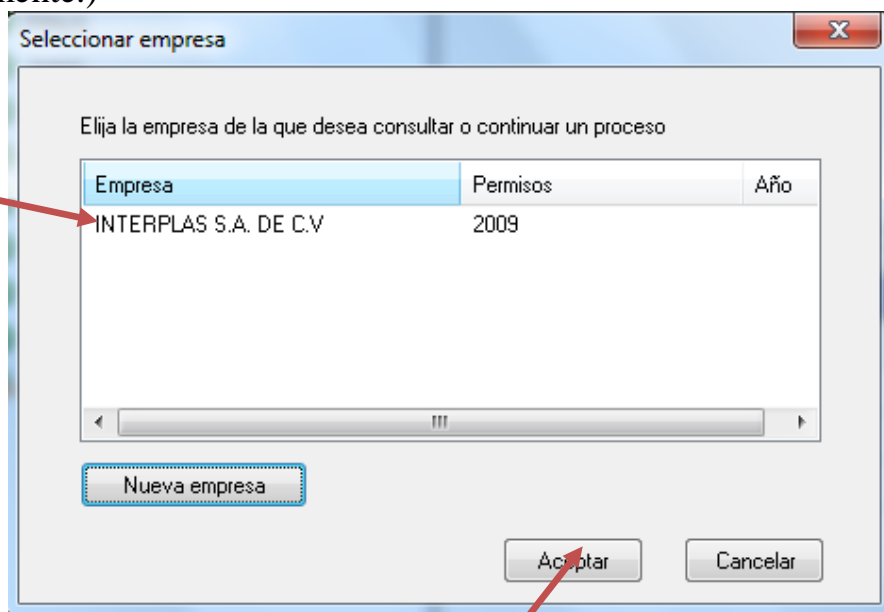 Seleccionar empresa
Elija la empresa de la que desea consultar o continuar un proceso
Empresa Permisos Año
INTERPLAS S.A. DE C.V 2009
Nueva empresa
Aceptar Cancelar